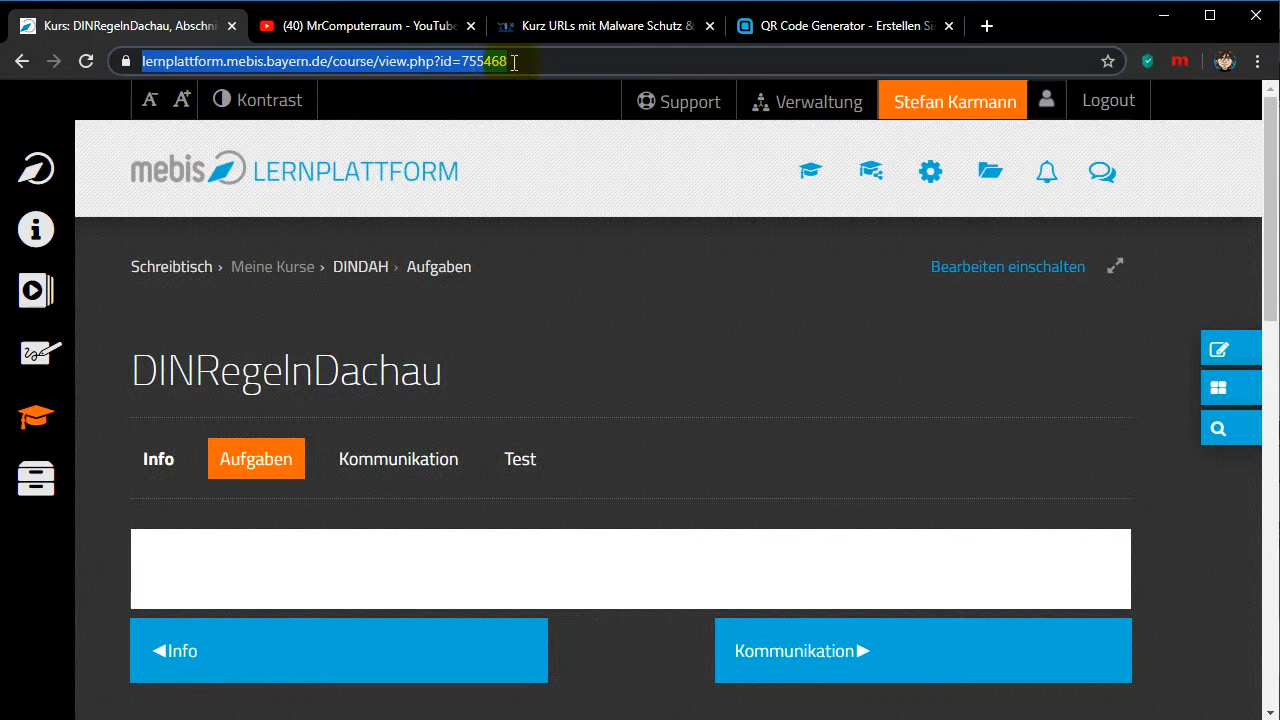 Kurs: DINRegelnDachau, Abschni
(40) MrComputerraum - YouTube
Kurz URLs mit Malware Schutz &
QR Code Generator - Erstellen Si
lernplattform.mebis.bayern.de/course/view.php?id=755468
m
A A+ Kontrast
Support
Verwaltung
Stefan Karmann
Logout
mebis LERNPLATTFORM
Schreibtisch › Meine Kurse › DINDAH › Aufgaben
Bearbeiten einschalten
DINRegelnDachau
Info Aufgaben Kommunikation Test
◀Info
Kommunikation▶